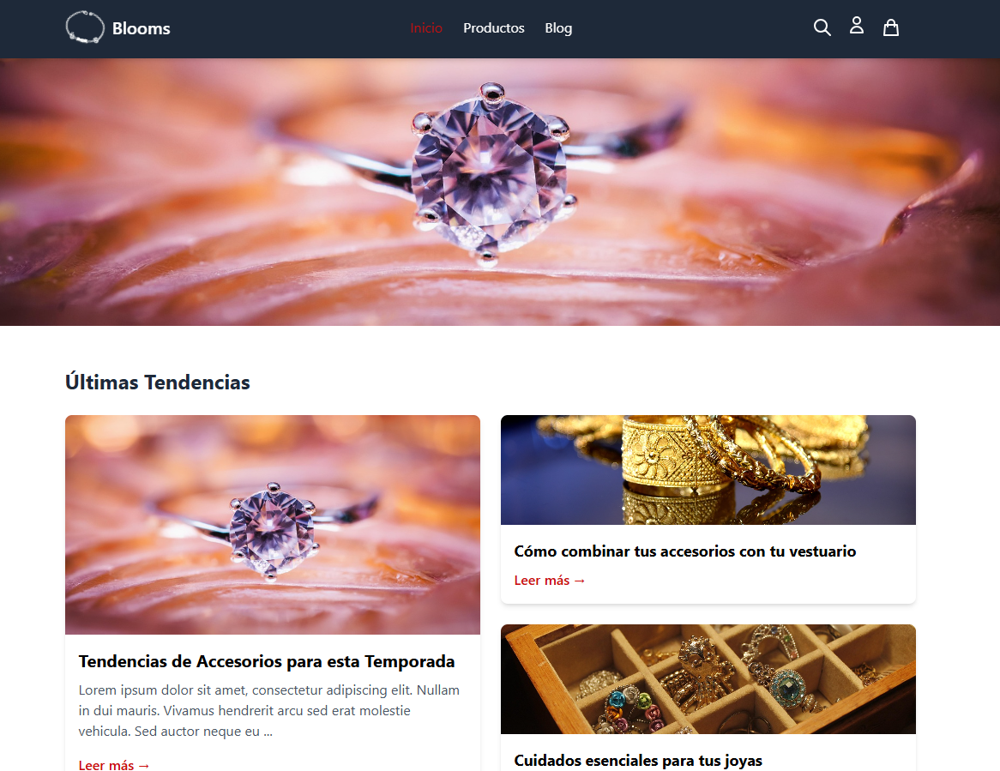 Blooms
Inicio
Productos
Blog
Últimas Tendencias
Tendencias de Accesorios para esta Temporada
Lorem ipsum dolor sit amet, consectetur adipiscing elit. Nullam
in dui mauris. Vivamus hendrerit arcu sed erat molestie
vehicula. Sed auctor neque eu ...
Leer más →
Cómo combinar tus accesorios con tu vestuario
Leer más →
Cuidados esenciales para tus joyas